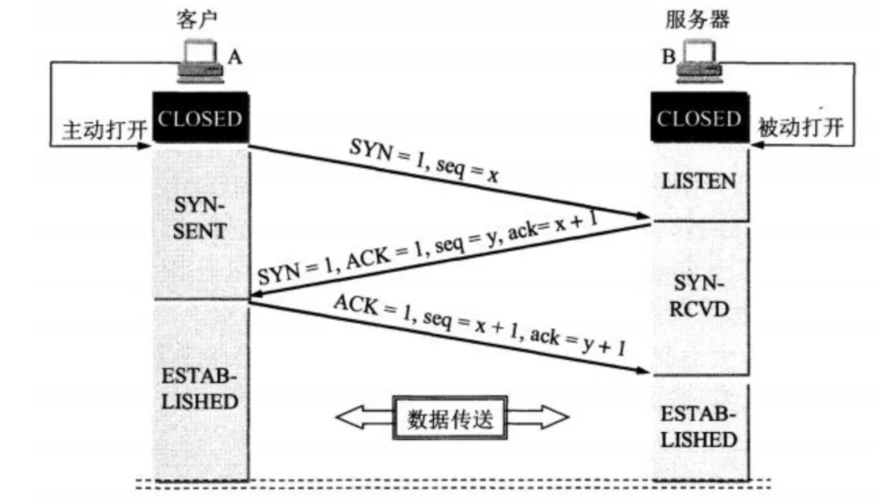 客户
服务器
A
B
CLOSED
CLOSED
主动打开
被动打开
SYN = 1, seq = x
LISTEN
SYN-
SENT
SYN = 1, ACK = 1, seq = y, ack= x + 1
SYN-
RCVD
ACK = 1, seq = x + 1, ack = y + 1
ESTAB-
LISHED
数据传送
ESTAB-
LISHED